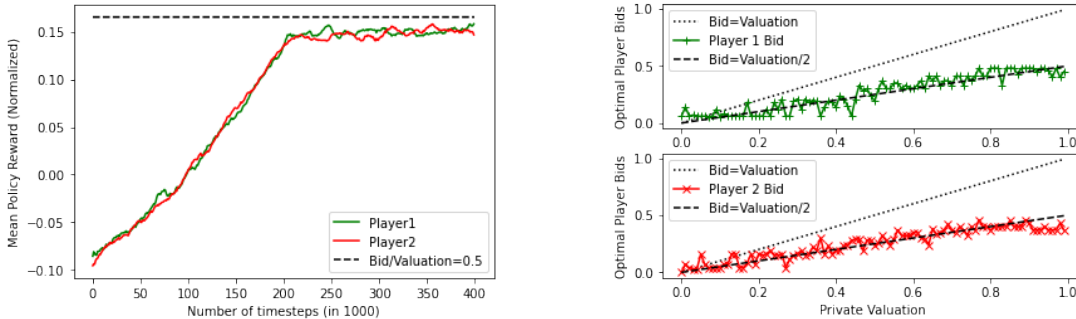 Mean Policy Reward (Normalized)
0.15
0.10
0.05
0.00
−0.05
−0.10
Player1
Player2
Bid/Valuation=0.5
0 50 100 150 200 250 300 350 400
Number of timesteps (in 1000)
Optimal Player Bids
1.0
0.5
0.0
Bid=Valuation
Player 1 Bid
Bid=Valuation/2
0.0 0.2 0.4 0.6 0.8 1.0
Optimal Player Bids
1.0
0.5
0.0
Bid=Valuation
Player 2 Bid
Bid=Valuation/2
0.0 0.2 0.4 0.6 0.8 1.0
Private Valuation